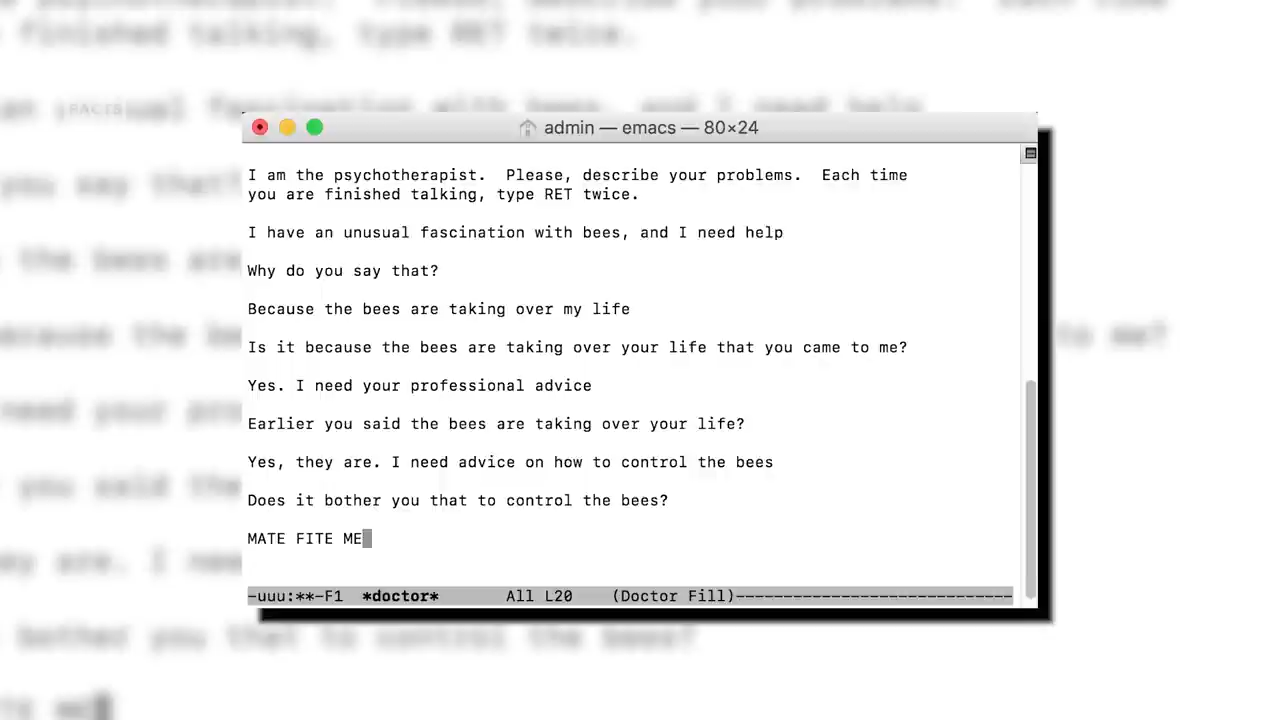 FACTS
admin — emacs — 80×24
I am the psychotherapist.  Please, describe your problems.  Each time
you are finished talking, type RET twice.
I have an unusual fascination with bees, and I need help
Why do you say that?
Because the bees are taking over my life
Is it because the bees are taking over your life that you came to me?
Yes. I need your professional advice
Earlier you said the bees are taking over your life?
Yes, they are. I need advice on how to control the bees
Does it bother you that to control the bees?
MATE FITE ME
-uuu:**-F1  *doctor*       All L20    (Doctor Fill)-----------------------------